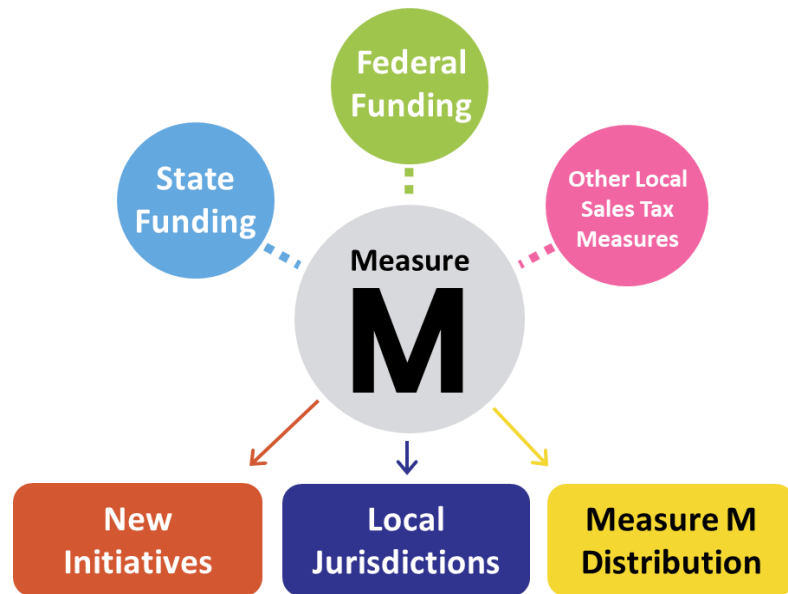 Federal
Funding
State
Funding
Other Local
Sales Tax
Measures
Measure
M
New
Initiatives
Local
Jurisdictions
Measure M
Distribution